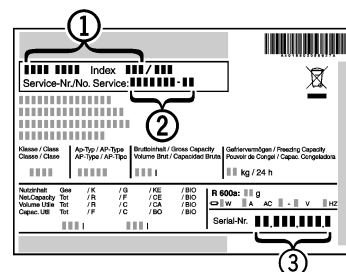 1
Index /
Service-Nr./No. Service: -
2
Klasse / Class
Classe / Clase
Ap-Typ / AP-Type
AP-Type / AP-Tipo
Bruttoinhalt / Gross Capacity
Volume Brut / Capacidad Bruta
I
Gefriervermögen / Freezing Capacity
Pouvoir de Congel / Capac. Congeladora
kg / 24 h
Nutzinhalt Ges / K / G / KE / BIO
Net.Capacity Tot / R / F / CE / BIO
Volume Utile Tot / R / C / CA / BIO
Capac. Util Tot / F / C / BO / BIO
I I
R 600a: g
W A AC - V HZ
Serial-Nr.
3